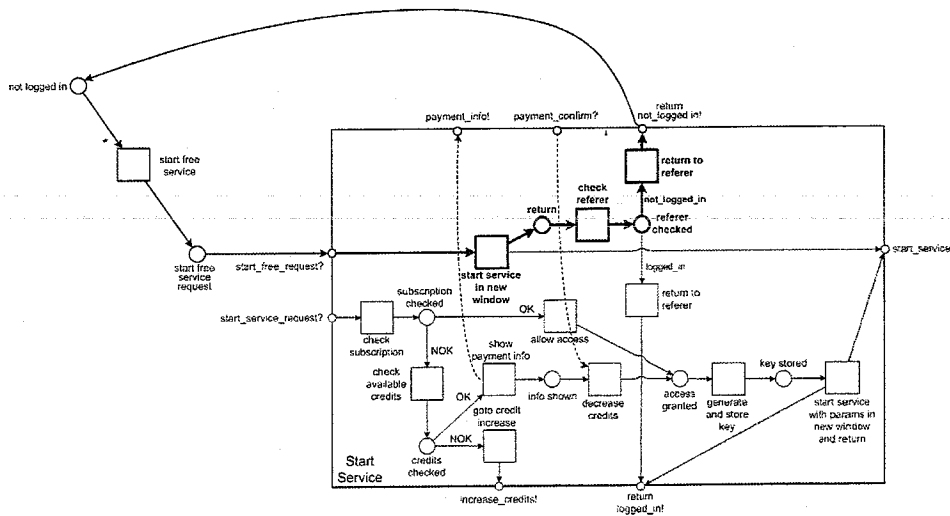 return
not_logged_in!
payment_info!
payment_confirm?
not logged in
start free
service
return to
referer
check
referer
not_logged_in
return
referer
checked
start free
service
request
start_free_request?
start service
in new
window
start_service
logged_in
return to
referer
subscription
checked
OK
start_service_request?
check
subscription
allow access
NOK
show
payment info
check
available
credits
OK
info shown
decrease
credits
access
granted
key stored
generate
and store
key
start service
with params in
new window
and return
goto credit
increase
NOK
credits
checked
Start
Service
increase_credits!
return
logged_in!